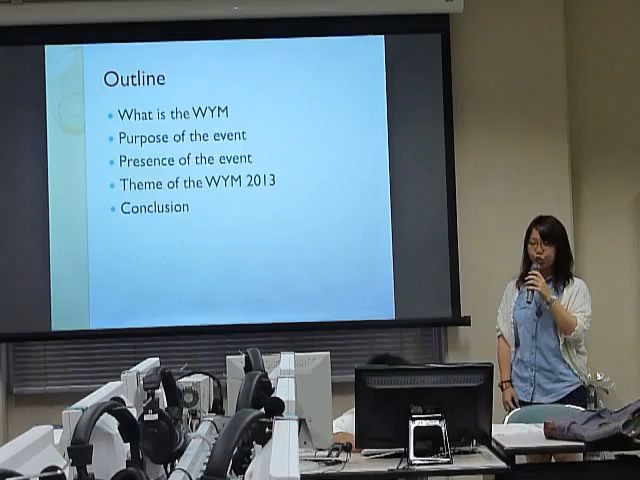 Outline
What is the WYM
Purpose of the event
Presence of the event
Theme of the WYM 2013
Conclusion